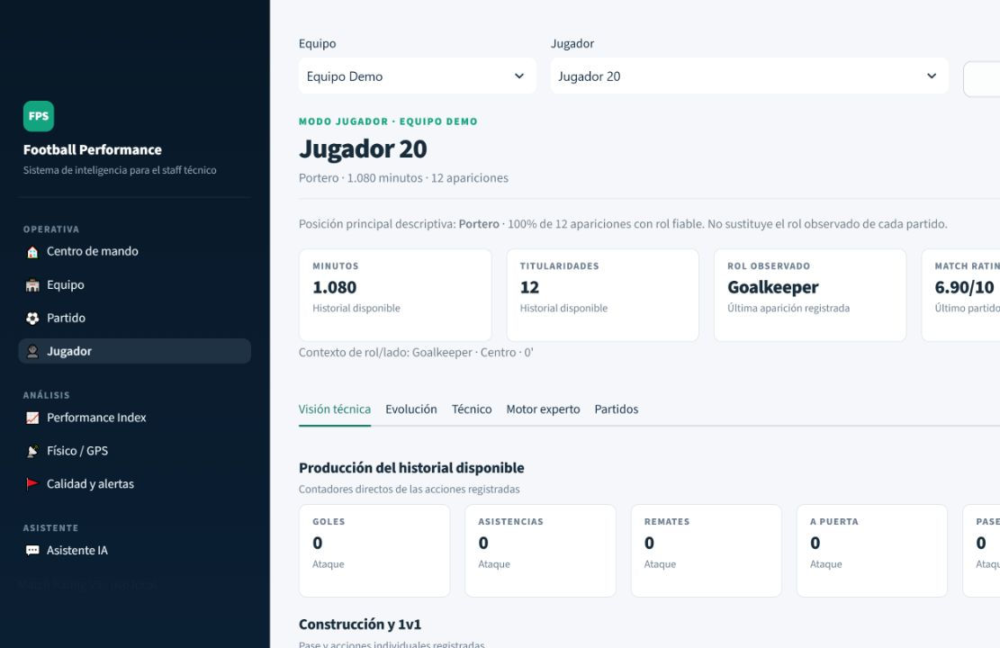 FPS
Football Performance
Sistema de inteligencia para el staff técnico
OPERATIVA
Centro de mando
Equipo
Partido
Jugador
ANÁLISIS
Performance Index
Físico / GPS
Calidad y alertas
ASISTENTE
Asistente IA
Equipo
Equipo Demo
Jugador
Jugador 20
MODO JUGADOR · EQUIPO DEMO
Jugador 20
Portero · 1.080 minutos · 12 apariciones
Posición principal descriptiva: Portero · 100% de 12 apariciones con rol fiable. No sustituye el rol observado de cada partido.
MINUTOS
1.080
Historial disponible
TITULARIDADES
12
Historial disponible
ROL OBSERVADO
Goalkeeper
Última aparición registrada
MATCH RATIN
6.90/10
Último partido
Contexto de rol/lado: Goalkeeper · Centro · 0'
Visión técnica Evolución Técnico Motor experto Partidos
Producción del historial disponible
Contadores directos de las acciones registradas
GOLES
0
Ataque
ASISTENCIAS
0
Ataque
REMATES
0
Ataque
A PUERTA
0
Ataque
PASE
0
Ataqu
Construcción y 1v1
Pase y acciones individuales registradas